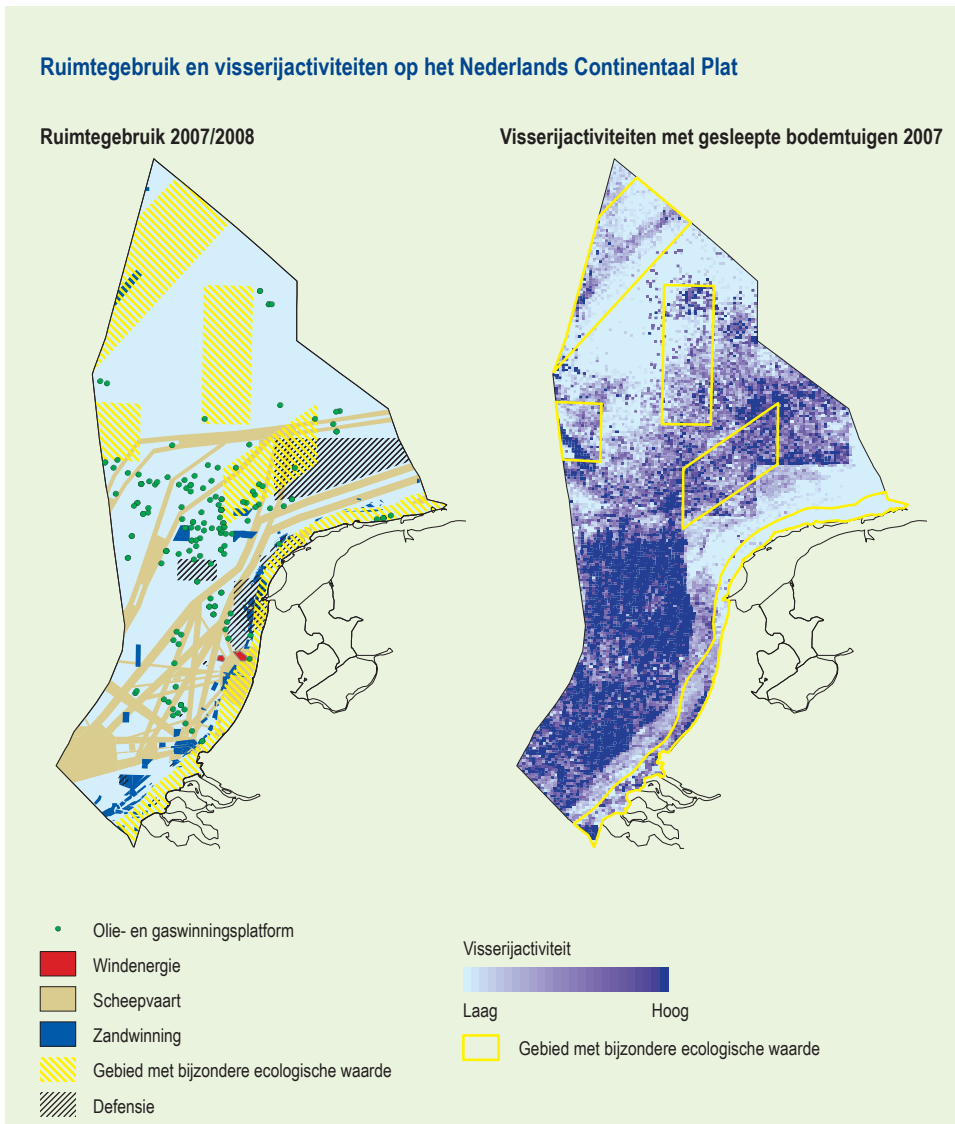 Ruimtegebruik en visserijactiviteiten op het Nederlands Continentaal Plat
Ruimtegebruik 2007/2008
Visserijactiviteiten met gesleepte bodemtuigen 2007
Olie- en gaswinningsplatform
Windenergie
Scheepvaart
Zandwinning
Gebied met bijzondere ecologische waarde
Defensie
Visserijactiviteit
Laag Hoog
Gebied met bijzondere ecologische waarde